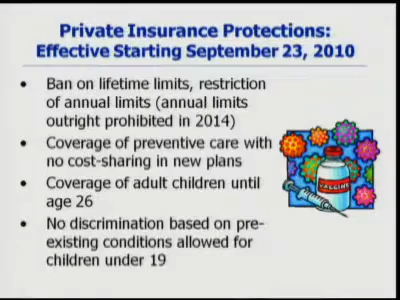 Private Insurance Protections:
Effective Starting September 23, 2010
• Ban on lifetime limits, restriction
of annual limits (annual limits
outright prohibited in 2014)
• Coverage of preventive care with
no cost-sharing in new plans
• Coverage of adult children until
age 26
• No discrimination based on pre-
existing conditions allowed for
children under 19
VACCINE